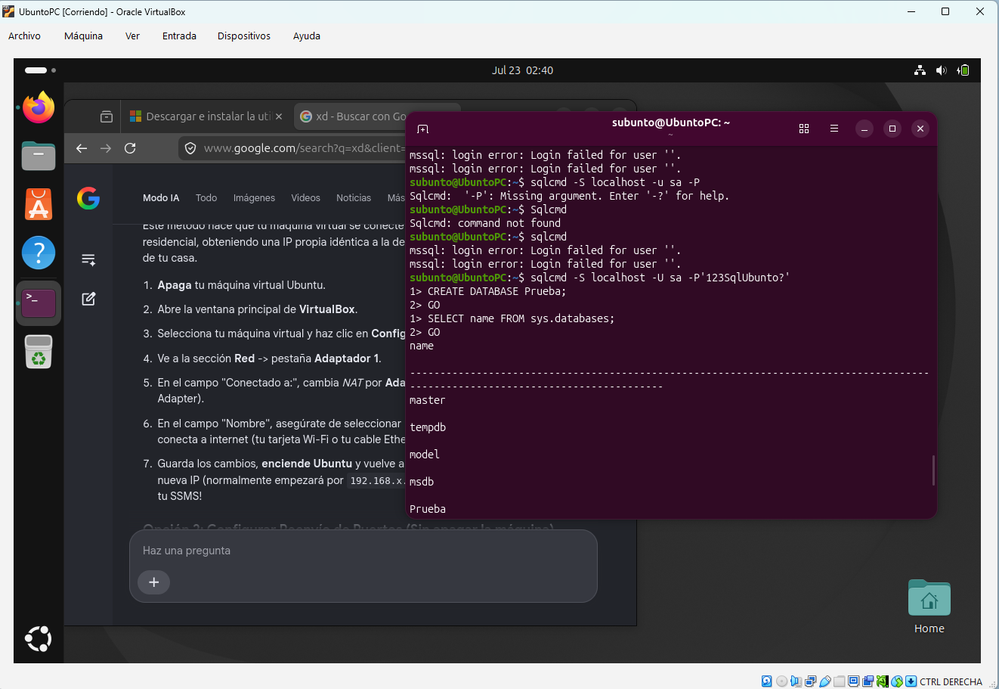 UbuntoPC [Corriendo] - Oracle VirtualBox
Archivo Máquina Ver Entrada Dispositivos Ayuda
Jul 23 02:40
Descargar e instalar la uti
xd - Buscar con Go
www.google.com/search?q=xd&client=
Modo IA Todo Imágenes Videos Noticias Más
Este método hace que tu máquina virtual se conecte
residencial, obteniendo una IP propia idéntica a la de
de tu casa.
1. Apaga tu máquina virtual Ubuntu.
2. Abre la ventana principal de VirtualBox.
3. Selecciona tu máquina virtual y haz clic en Config
4. Ve a la sección Red -> pestaña Adaptador 1.
5. En el campo "Conectado a:", cambia NAT por Ada
Adapter).
6. En el campo "Nombre", asegúrate de seleccionar
conecta a internet (tu tarjeta Wi-Fi o tu cable Ethe
7. Guarda los cambios, enciende Ubuntu y vuelve a
nueva IP (normalmente empezará por 192.168.x.
tu SSMS!
Opción 2: Configurar Reenvío de Puertos (Sin apagar la máquina)
Haz una pregunta
subunto@UbuntoPC: ~
~
mssql: login error: Login failed for user ''.
mssql: login error: Login failed for user ''.
subunto@UbuntoPC:~$ sqlcmd -S localhost -u sa -P
Sqlcmd:  '-P': Missing argument. Enter '-?' for help.
subunto@UbuntoPC:~$ Sqlcmd
Sqlcmd: command not found
subunto@UbuntoPC:~$ sqlcmd
mssql: login error: Login failed for user ''.
mssql: login error: Login failed for user ''.
subunto@UbuntoPC:~$ sqlcmd -S localhost -U sa -P'123SqlUbunto?'
1> CREATE DATABASE Prueba;
2> GO
1> SELECT name FROM sys.databases;
2> GO
name
--------------------------------------------------------------------------------------
------------------------------------------
master
tempdb
model
msdb
Prueba
Home
CTRL DERECHA